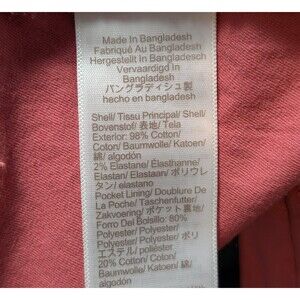 Made In Bangladesh
Fabriqué Au Bangladesh
Hergestellt In Bangladesch
Vervaardigd In
Bangladesh
バングラディシュ製
hecho en bangladesh
Shell/ Tissu Principal/ Shell/
Bovenstof/ 表地/ Tela
Exterior: 98% Cotton/
Coton/ Baumwolle/ Katoen/
綿/ algodón
2% Elastane/ Élasthanne/
Elastan/ Elastaan/ ポリウレ
タン/ elastano
Pocket Lining/ Doublure De
La Poche/ Taschenfutter/
Zakvoering/ ポケット裏地/
Forro Del Bolsillo: 80%
Polyester/ Polyester/
Polyester/ Polyester/ ポリ
エステル/ poliéster
20% Cotton/ Coton/
Baumwolle/ Katoen/ 綿/
algodón